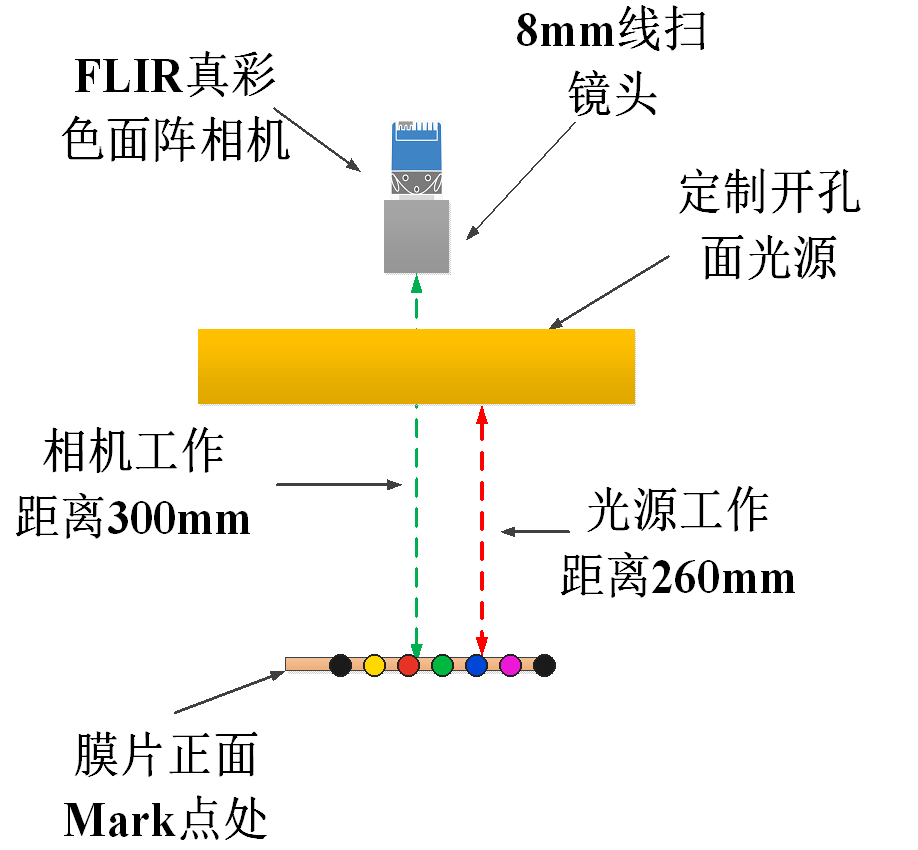 8mm线扫
镜头
FLIR真彩
色面阵相机
定制开孔
面光源
相机工作
距离300mm
光源工作
距离260mm
膜片正面
Mark点处